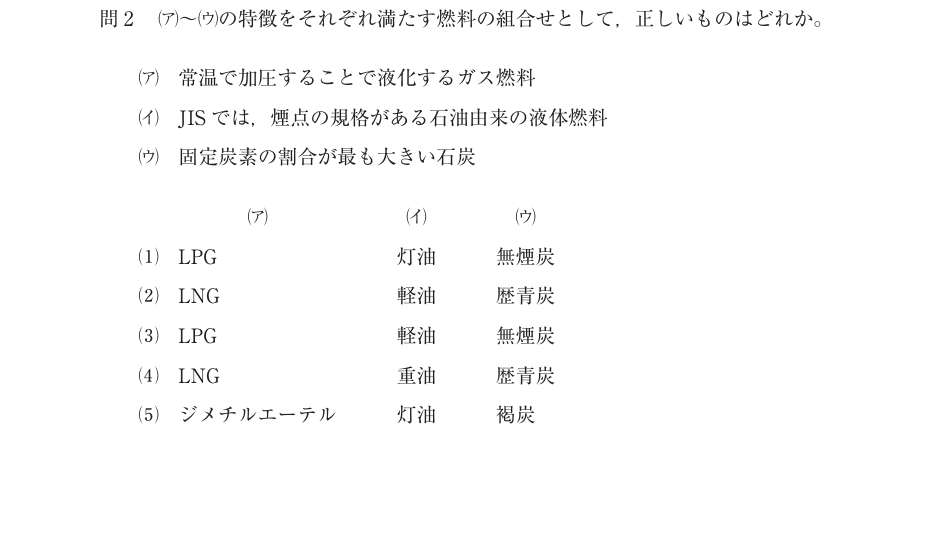 問2 ㋐～㋒の特徴をそれぞれ満たす燃料の組合せとして，正しいものはどれか。
(ア) 常温で加圧することで液化するガス燃料
(イ) JIS では，煙点の規格がある石油由来の液体燃料
(ウ) 固定炭素の割合が最も大きい石炭
(ア) (イ) (ウ)
(1) LPG 灯油 無煙炭
(2) LNG 軽油 歴青炭
(3) LPG 軽油 無煙炭
(4) LNG 重油 歴青炭
(5) ジメチルエーテル 灯油 褐炭